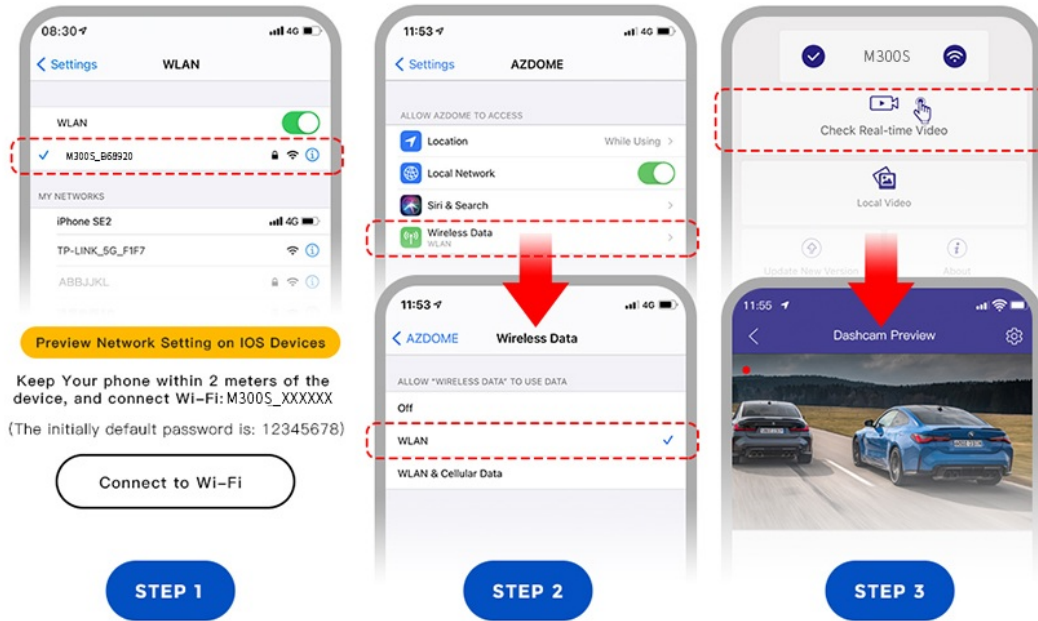 08:30
4G
Settings
WLAN
WLAN
M300S_B68920
MY NETWORKS
iPhone SE2
4G
TP-LINK_5G_F1F7
ABBJJKL
Preview Network Setting on IOS Devices
Keep Your phone within 2 meters of the
device, and connect Wi-Fi: M300S_XXXXXX
(The initially default password is: 12345678)
Connect to Wi-Fi
STEP 1
11:53
4G
Settings
AZDOME
ALLOW AZDOME TO ACCESS
Location
While Using
Local Network
Siri & Search
Wireless Data
WLAN
11:53
4G
AZDOME
Wireless Data
ALLOW "WIRELESS DATA" TO USE DATA
Off
WLAN
WLAN & Cellular Data
STEP 2
M300S
Check Real-time Video
Local Video
Update New Version
About
11:55
Dashcam Preview
STEP 3